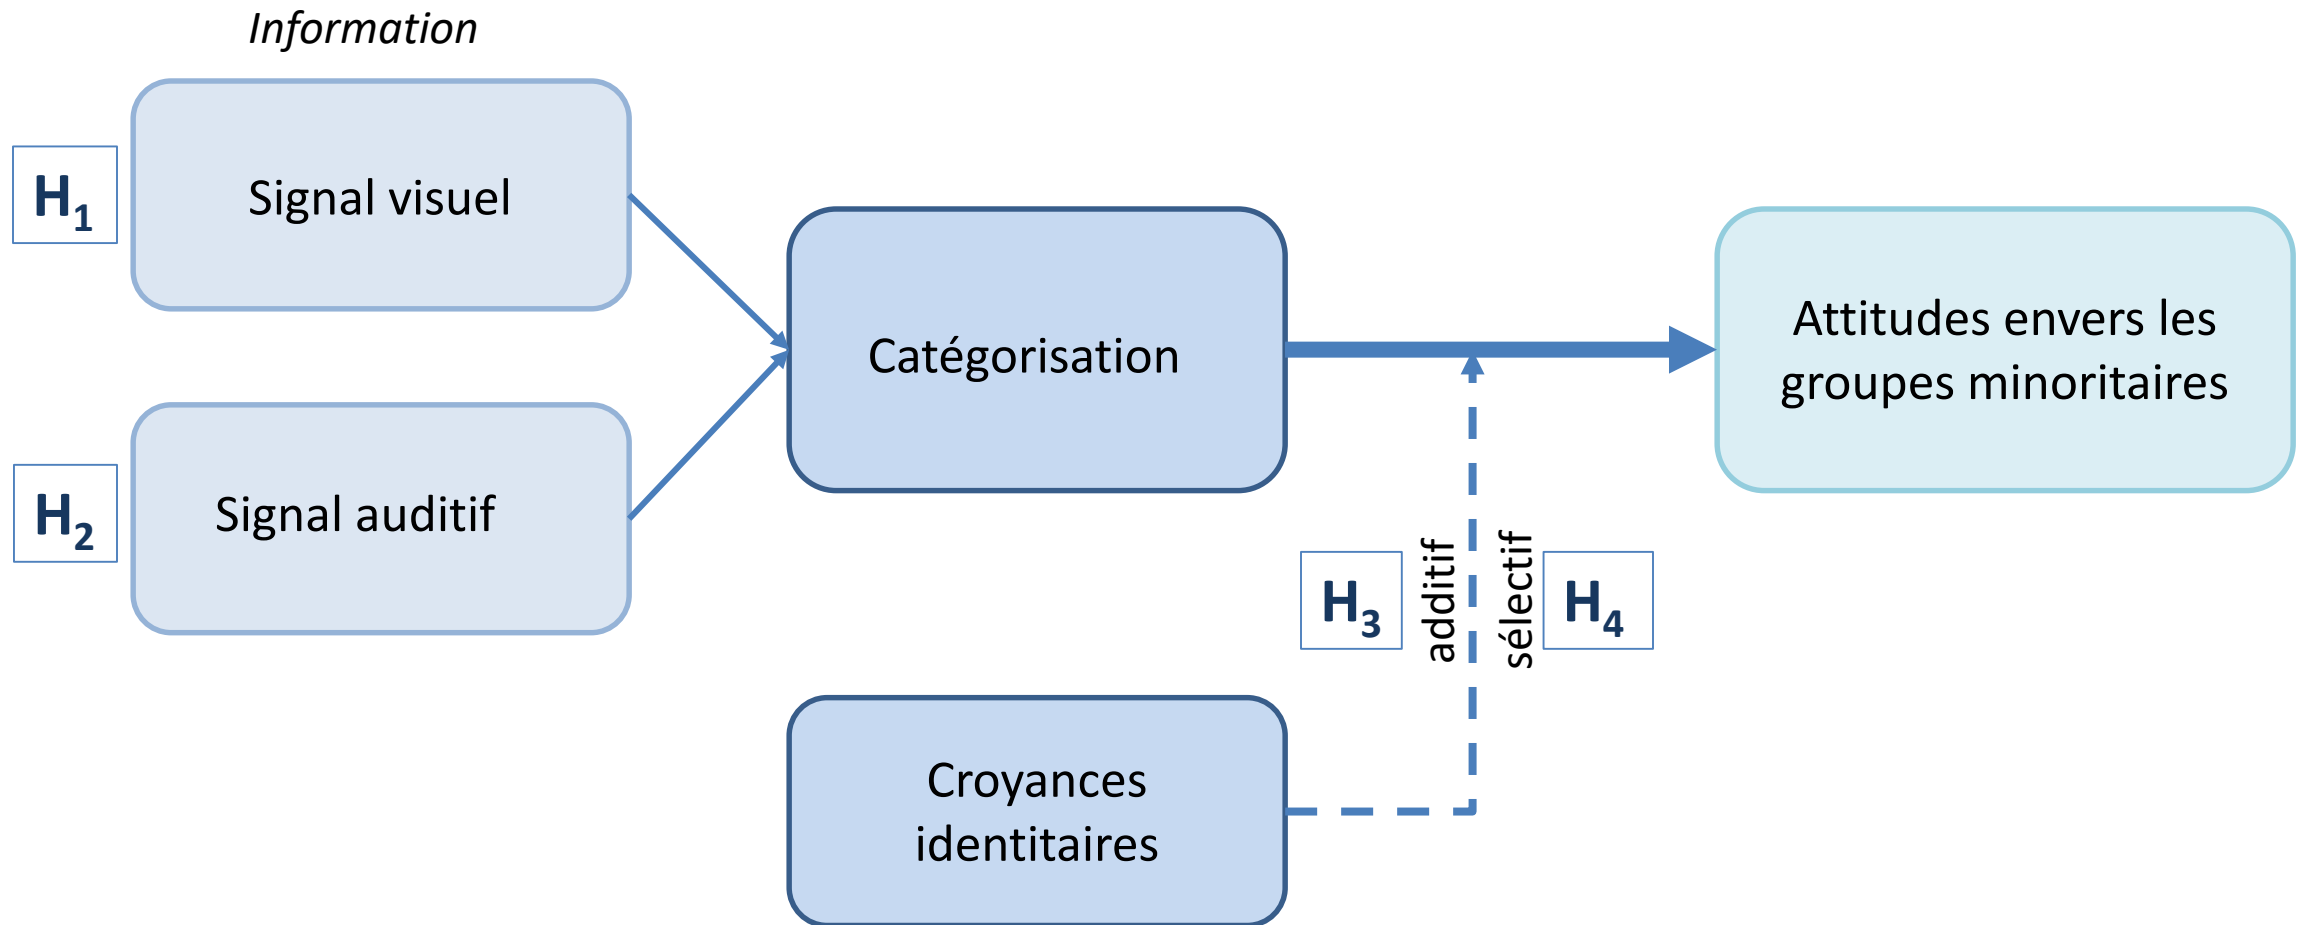 Information
H1
Signal visuel
H2
Signal auditif
Catégorisation
Attitudes envers les
groupes minoritaires
H3
additif
sélectif
H4
Croyances
identitaires